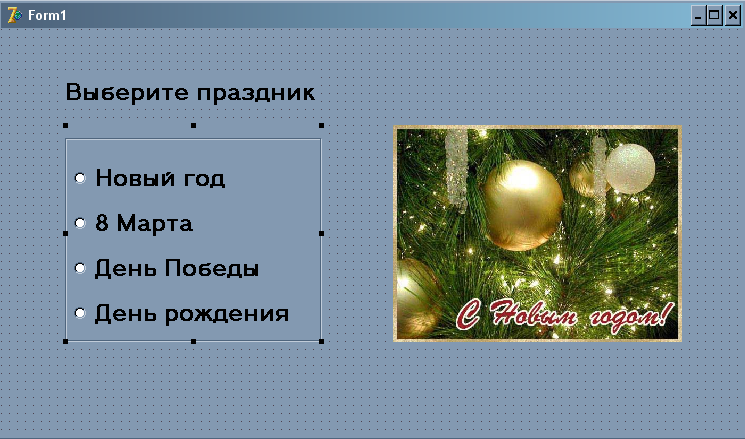 Form1
Выберите праздник
Новый год
8 Марта
День Победы
День рождения
С Новым годом!